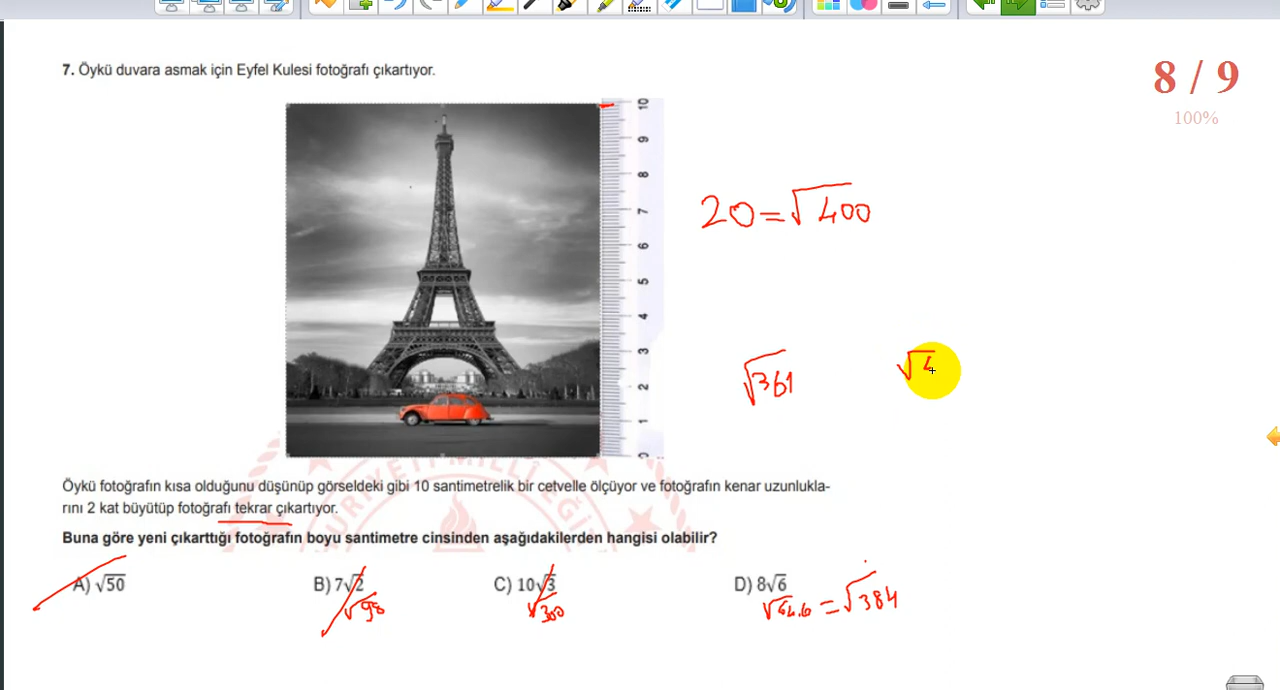 8 / 9
100%
7. Öykü duvara asmak için Eyfel Kulesi fotoğrafı çıkartıyor.
10
9
8
7
6
5
4
3
2
1
0
20=√400
√361
√4
Öykü fotoğrafın kısa olduğunu düşünüp görseldeki gibi 10 santimetrelik bir cetvelle ölçüyor ve fotoğrafın kenar uzunlukla-
rını 2 kat büyütüp fotoğrafı tekrar çıkartıyor.
Buna göre yeni çıkarttığı fotoğrafın boyu santimetre cinsinden aşağıdakilerden hangisi olabilir?
A) √50
B) 7√2
C) 10√3
D) 8√6
√98
√300
√64.6 = √384